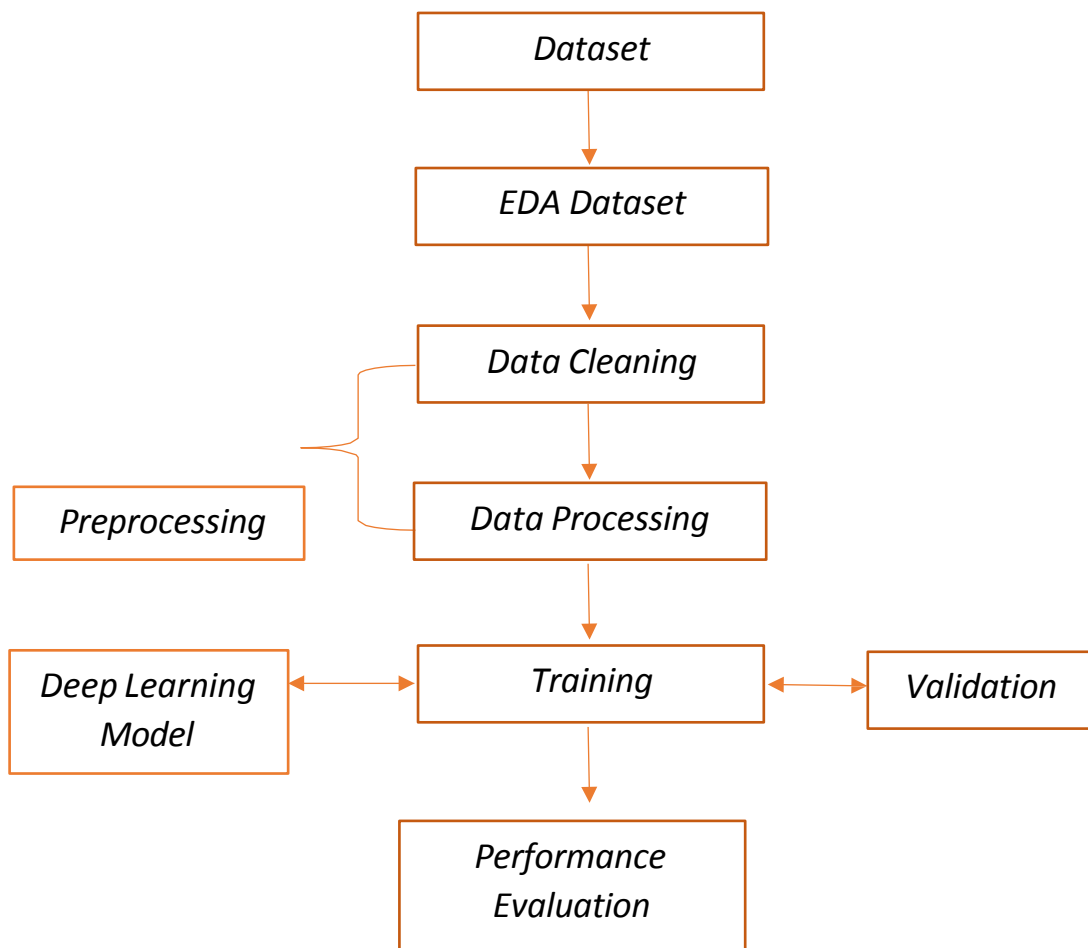 Dataset
EDA Dataset
Data Cleaning
Preprocessing
Data Processing
Deep Learning
Model
Training
Validation
Performance
Evaluation